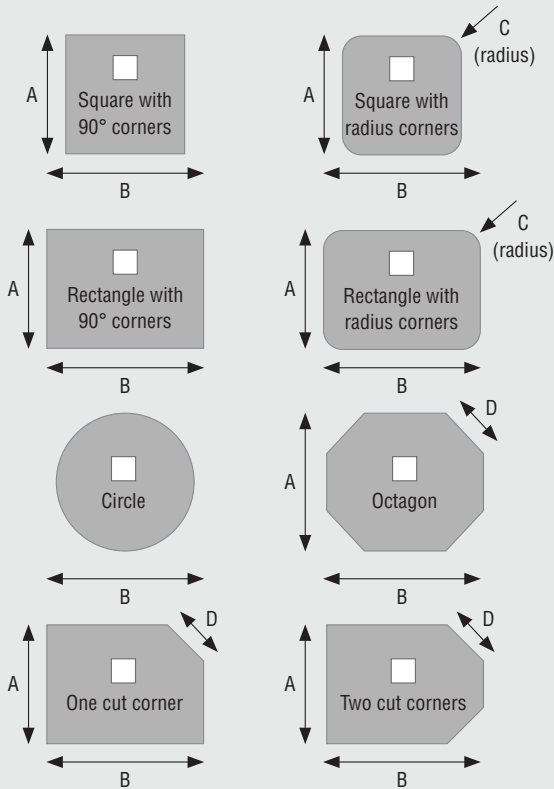 A
Square with
90° corners
B
C
(radius)
A
Square with
radius corners
B
A
Rectangle with
90° corners
B
C
(radius)
A
Rectangle with
radius corners
B
Circle
B
D
A
Octagon
B
D
A
One cut corner
B
D
A
Two cut corners
B